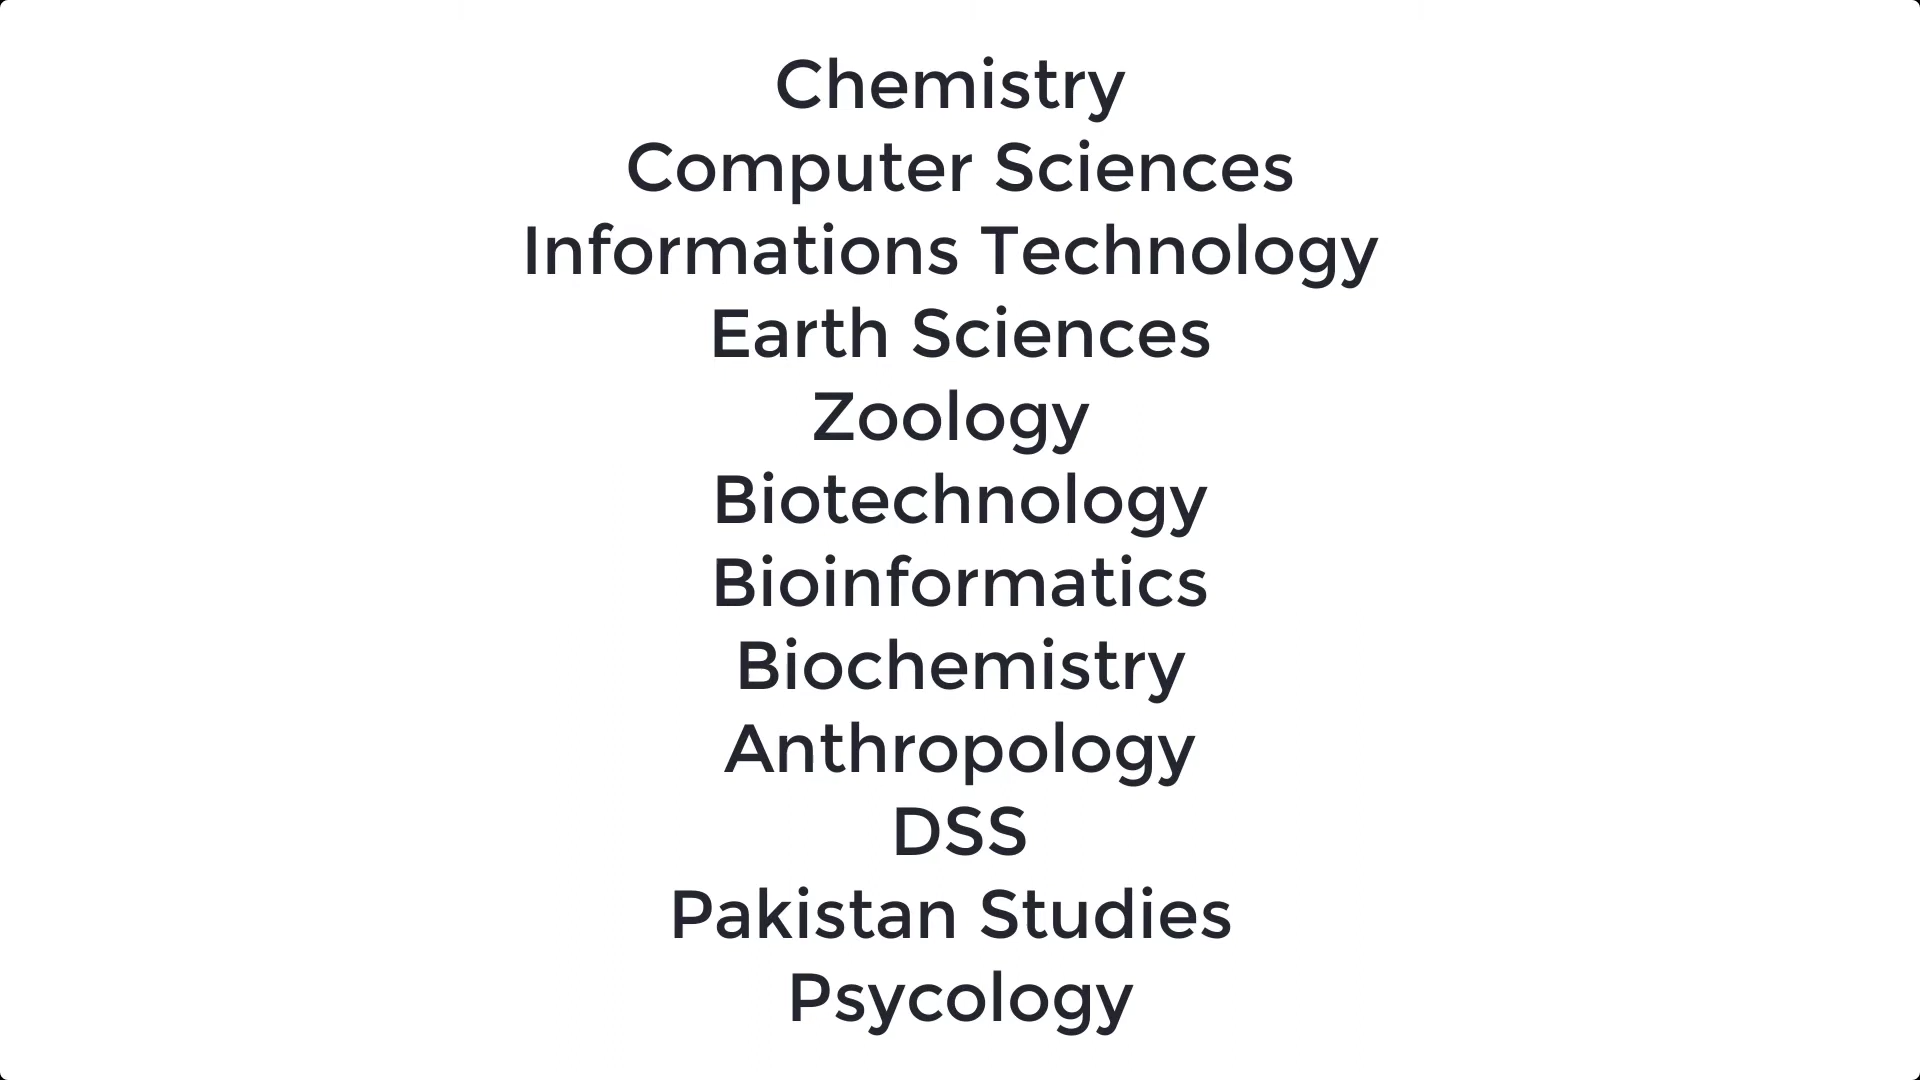 Chemistry
Computer Sciences
Informations Technology
Earth Sciences
Zoology
Biotechnology
Bioinformatics
Biochemistry
Anthropology
DSS
Pakistan Studies
Psycology